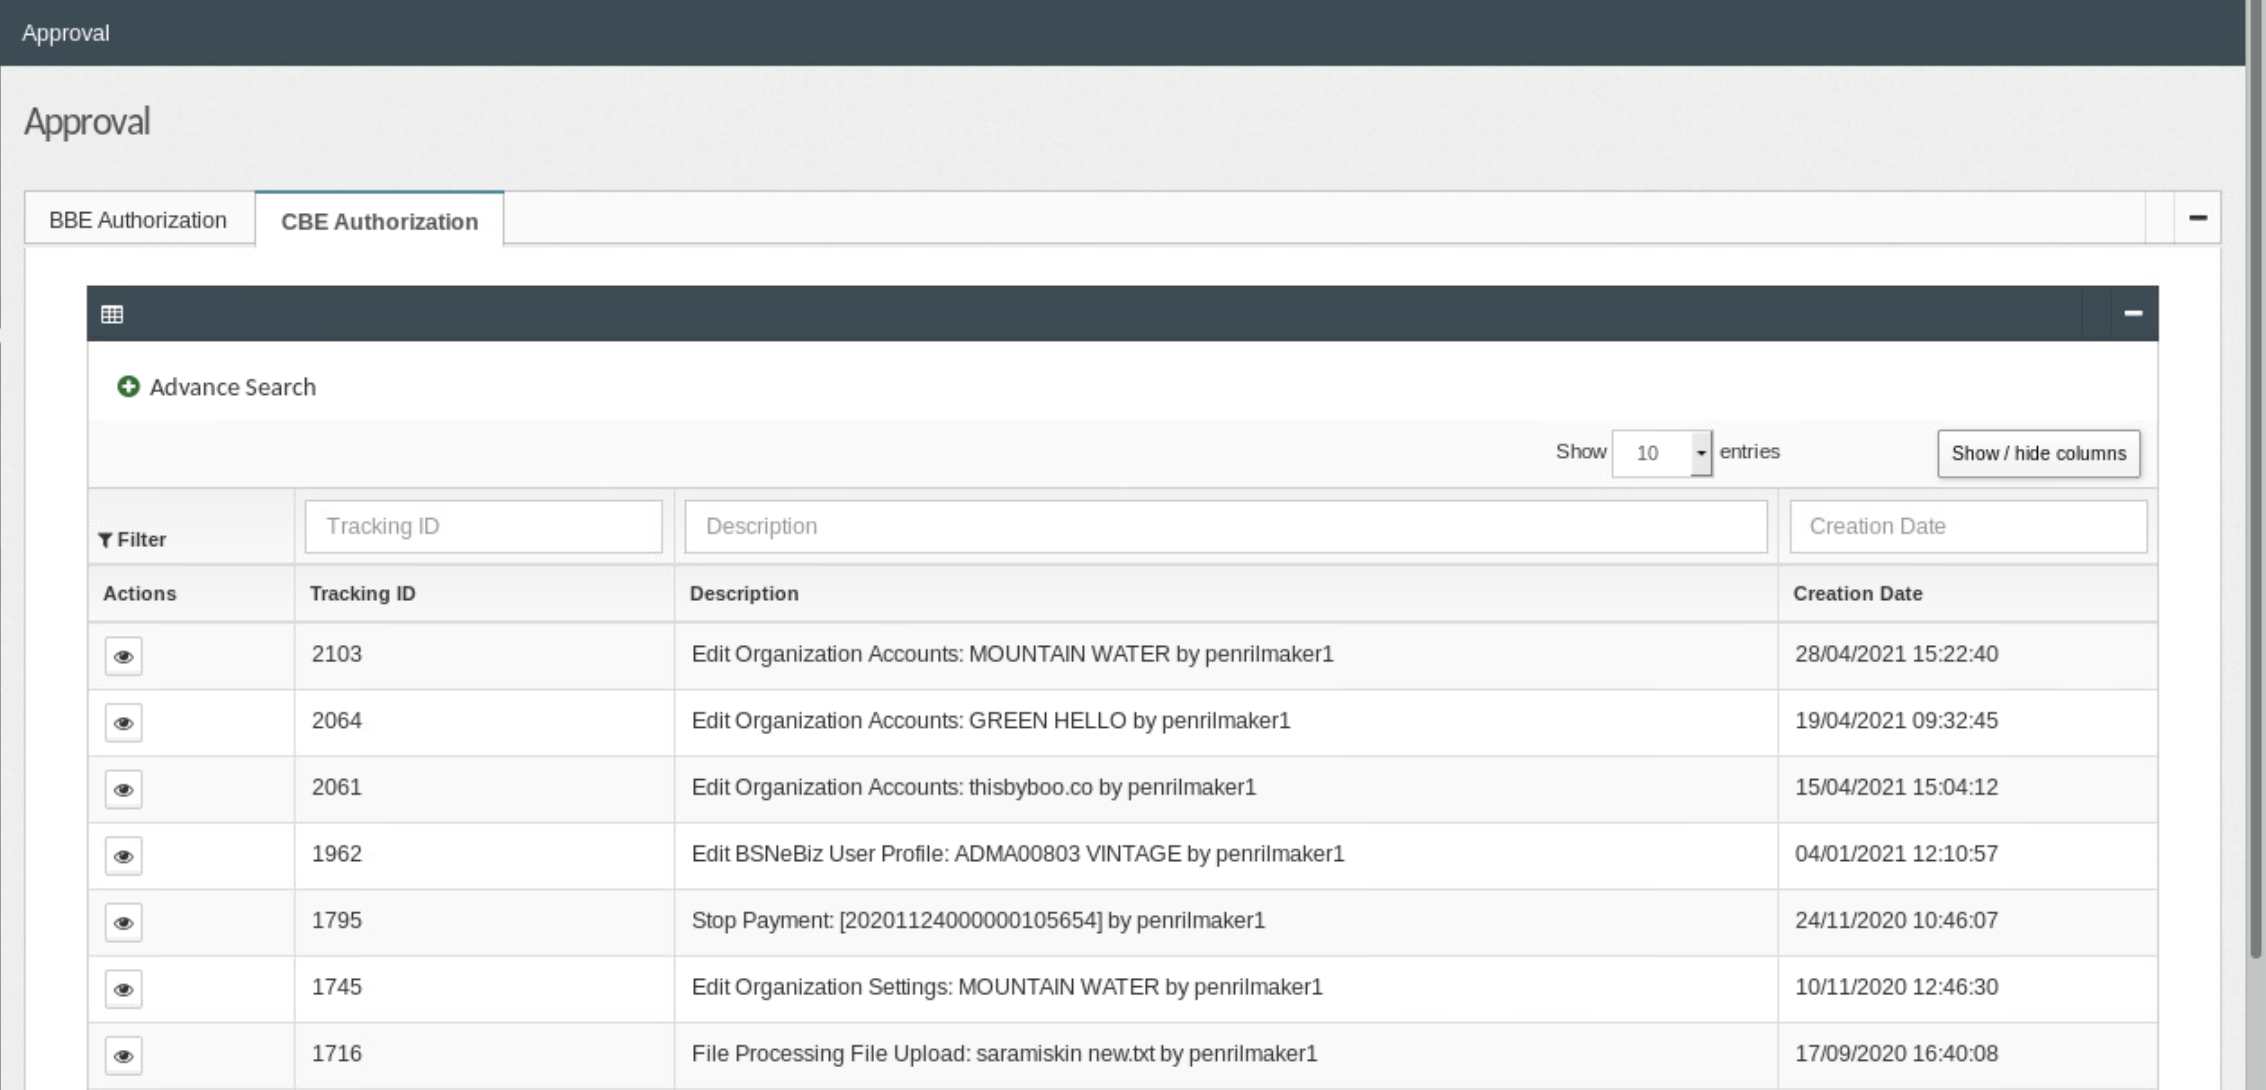 Approval
Approval
BBE Authorization
CBE Authorization
Advance Search
Show 10 entries
Show / hide columns
Filter
Tracking ID
Description
Creation Date
Actions
Tracking ID
Description
Creation Date
2103
Edit Organization Accounts: MOUNTAIN WATER by penrilmaker1
28/04/2021 15:22:40
2064
Edit Organization Accounts: GREEN HELLO by penrilmaker1
19/04/2021 09:32:45
2061
Edit Organization Accounts: thisbyboo.co by penrilmaker1
15/04/2021 15:04:12
1962
Edit BSNeBiz User Profile: ADMA00803 VINTAGE by penrilmaker1
04/01/2021 12:10:57
1795
Stop Payment: [20201124000000105654] by penrilmaker1
24/11/2020 10:46:07
1745
Edit Organization Settings: MOUNTAIN WATER by penrilmaker1
10/11/2020 12:46:30
1716
File Processing File Upload: saramiskin new.txt by penrilmaker1
17/09/2020 16:40:08